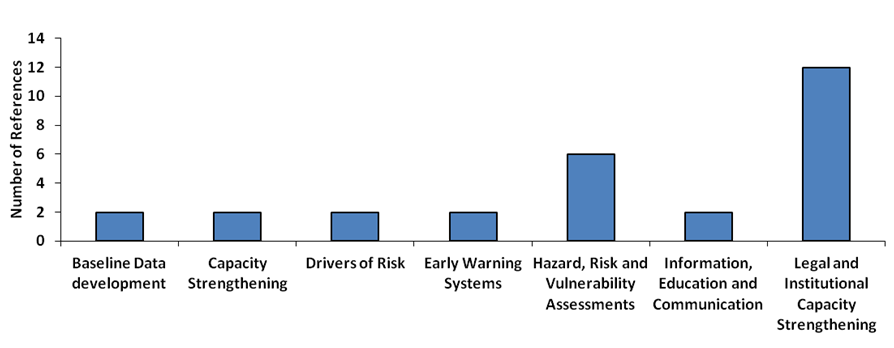 14
12
10
8
6
4
2
0
Number of References
Baseline Data
development
Capacity
Strengthening
Drivers of Risk
Early Warning
Systems
Hazard, Risk and
Vulnerability
Assessments
Information,
Education and
Communication
Legal and
Institutional
Capacity
Strengthening